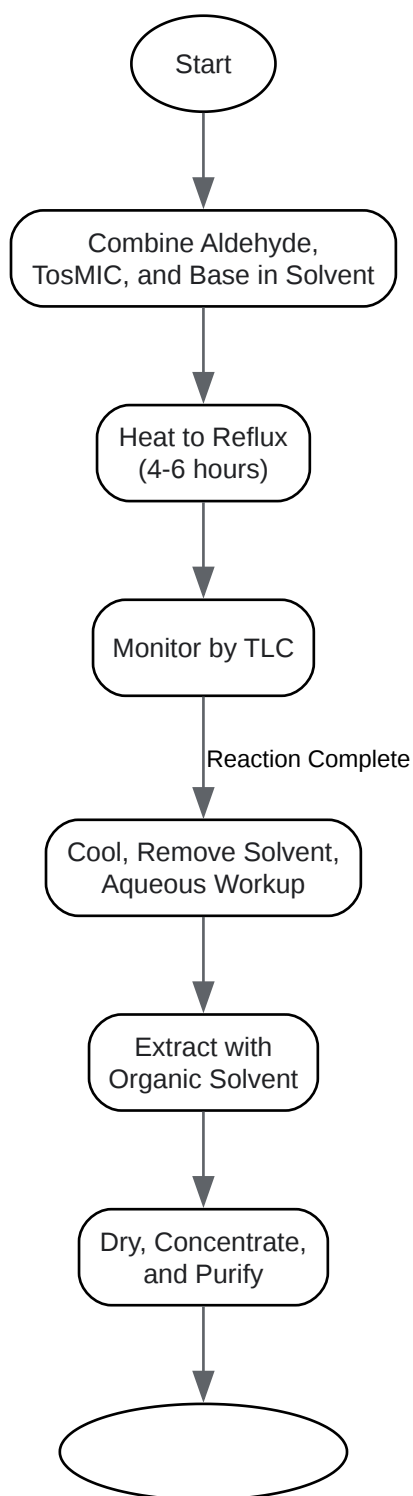 Start
Combine Aldehyde,
TosMIC, and Base in Solvent
Heat to Reflux
(4-6 hours)
Monitor by TLC
Reaction Complete
Cool, Remove Solvent,
Aqueous Workup
Extract with
Organic Solvent
Dry, Concentrate,
and Purify